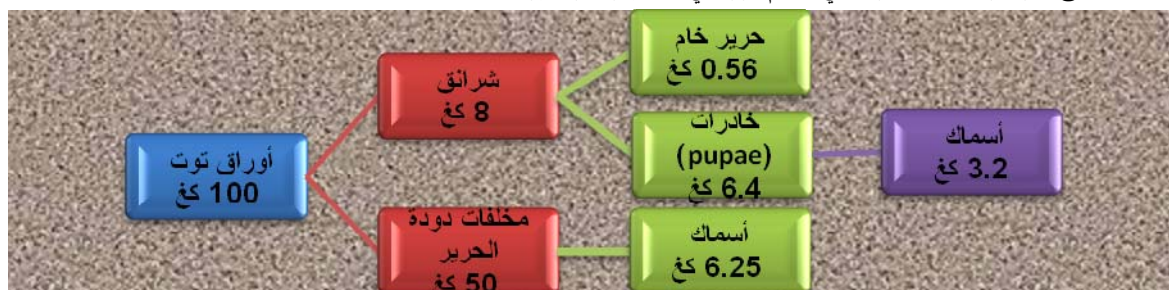 حرير خام
0.56 كغ
شرانق
8 كغ
خادرات
(pupae)
6.4 كغ
أسماك
3.2 كغ
أوراق توت
100 كغ
مخلفات دودة
الحرير
50 كغ
أسماك
6.25 كغ